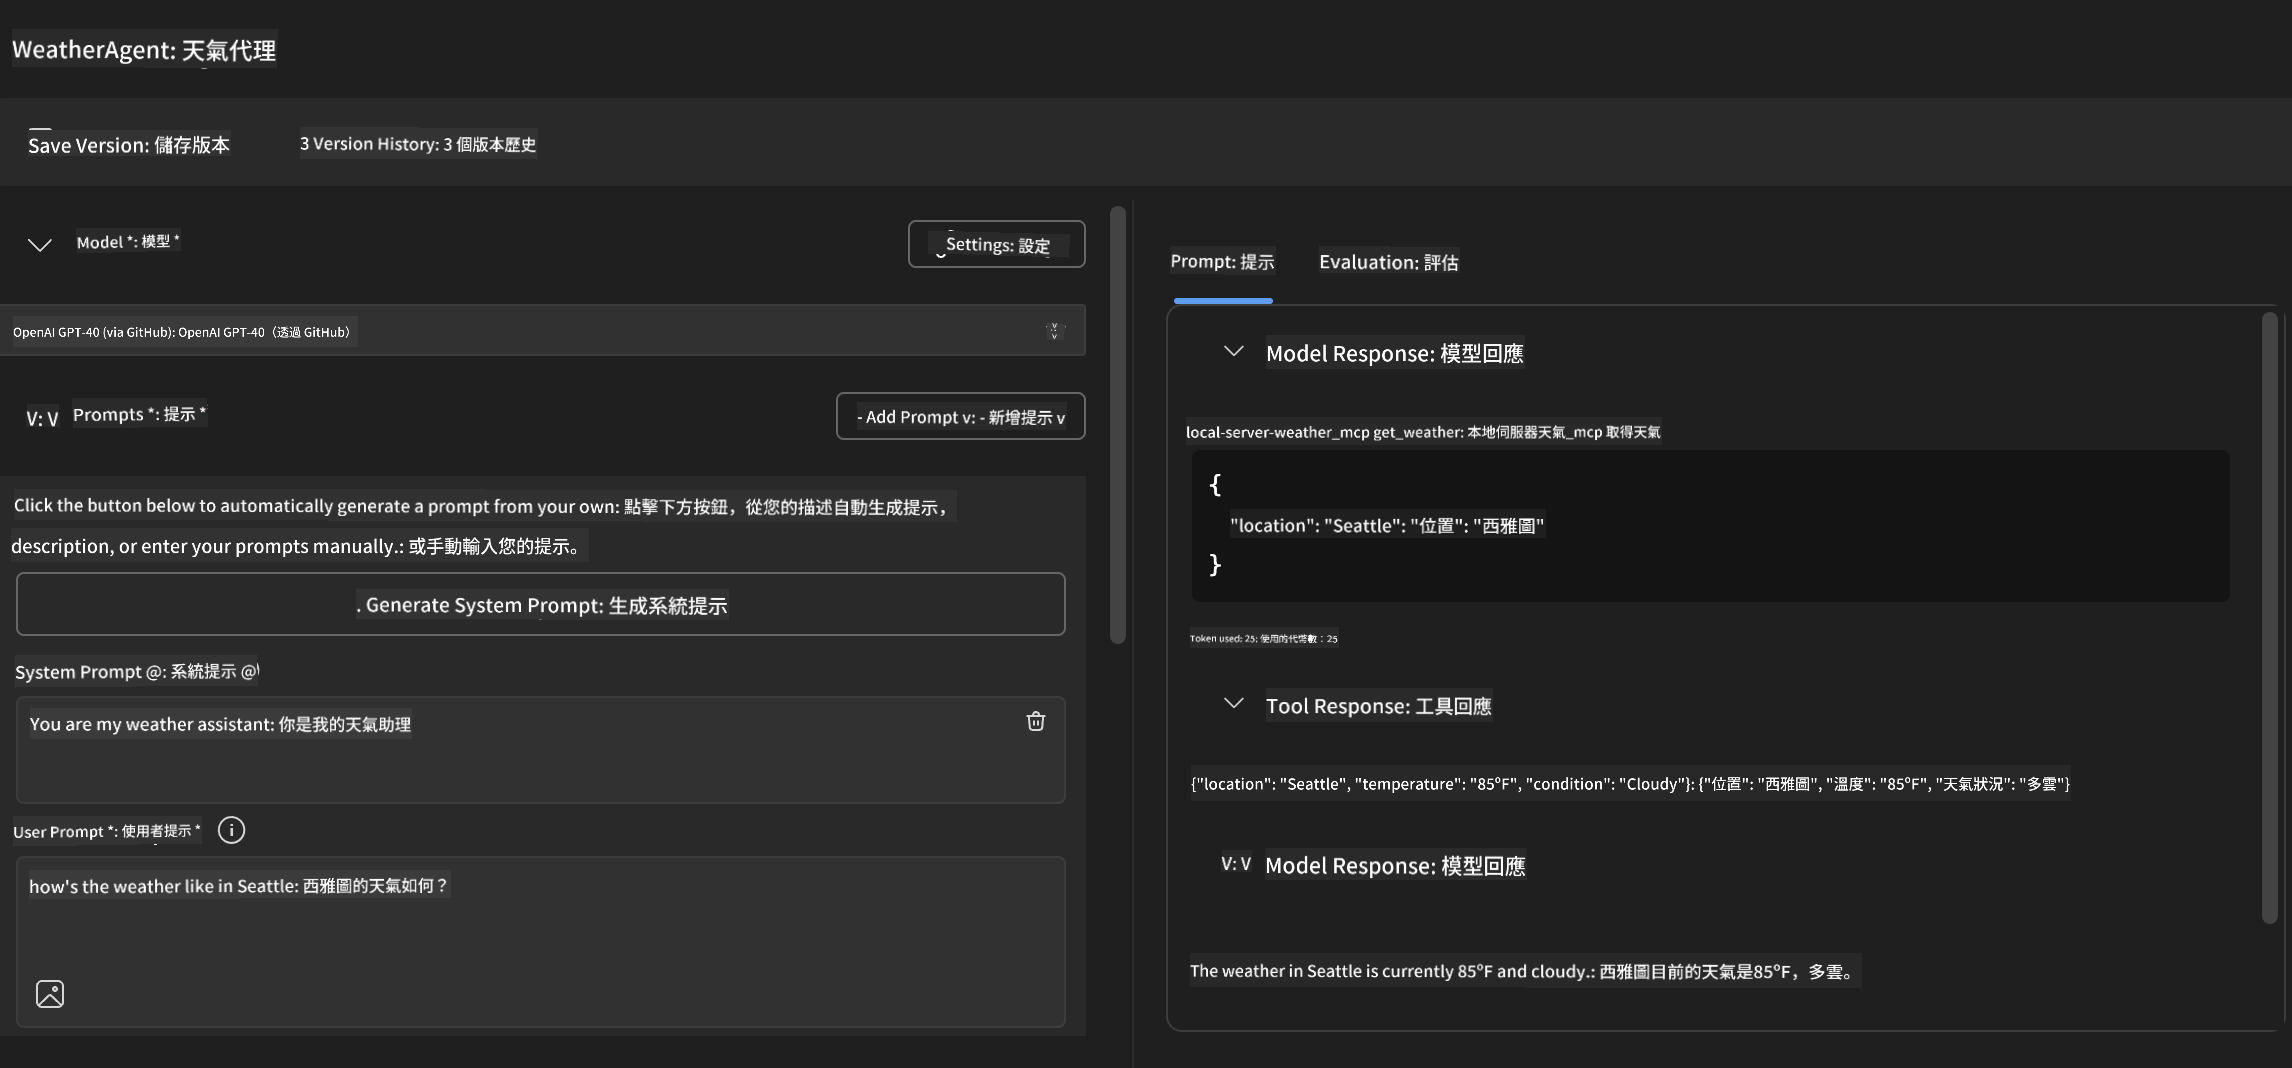 WeatherAgent: 天氣代理
Save Version: 儲存版本
3 Version History: 3 個版本歷史
Model *: 模型 *
Settings: 設定
OpenAI GPT-40 (via GitHub): OpenAI GPT-40（透過 GitHub）
V: V
Prompts *: 提示 *
- Add Prompt v: - 新增提示 v
Click the button below to automatically generate a prompt from your own: 點擊下方按鈕，從您的描述自動生成提示，
description, or enter your prompts manually.: 或手動輸入您的提示。
. Generate System Prompt: 生成系統提示
System Prompt @: 系統提示 @
You are my weather assistant: 你是我的天氣助理
User Prompt *: 使用者提示 *
how's the weather like in Seattle: 西雅圖的天氣如何？
Prompt: 提示
Evaluation: 評估
Model Response: 模型回應
local-server-weather_mcp get_weather: 本地伺服器天氣_mcp 取得天氣
{
"location": "Seattle": "位置": "西雅圖"
}
Token used: 25: 使用的代幣數：25
Tool Response: 工具回應
{"location": "Seattle", "temperature": "85°F", "condition": "Cloudy"}: {"位置": "西雅圖", "溫度": "85°F", "天氣狀況": "多雲"}
V: V
Model Response: 模型回應
The weather in Seattle is currently 85°F and cloudy.: 西雅圖目前的天氣是85°F，多雲。